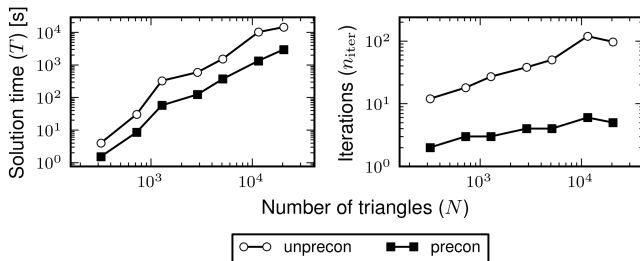 Solution time (T) [s]
10^4
10^3
10^2
10^1
10^0
10^3
10^4
Iterations (n_iter)
10^2
10^1
10^0
10^3
10^4
Number of triangles (N)
unprecon
precon